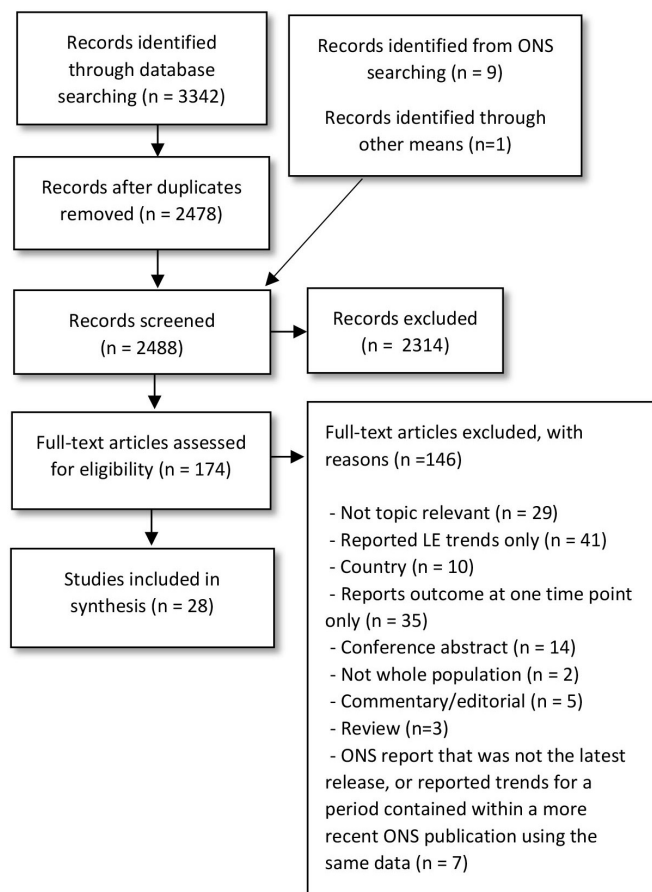 Records identified
through database
searching (n = 3342)
Records identified from ONS
searching (n = 9)
Records identified through
other means (n=1)
Records after duplicates
removed (n = 2478)
Records screened
(n = 2488)
Records excluded
(n = 2314)
Full-text articles assessed
for eligibility (n = 174)
Full-text articles excluded, with
reasons (n =146)
- Not topic relevant (n = 29)
- Reported LE trends only (n = 41)
- Country (n = 10)
- Reports outcome at one time point
only (n = 35)
- Conference abstract (n = 14)
- Not whole population (n = 2)
- Commentary/editorial (n = 5)
- Review (n=3)
- ONS report that was not the latest
release, or reported trends for a
period contained within a more
recent ONS publication using the
same data (n = 7)
Studies included in
synthesis (n = 28)